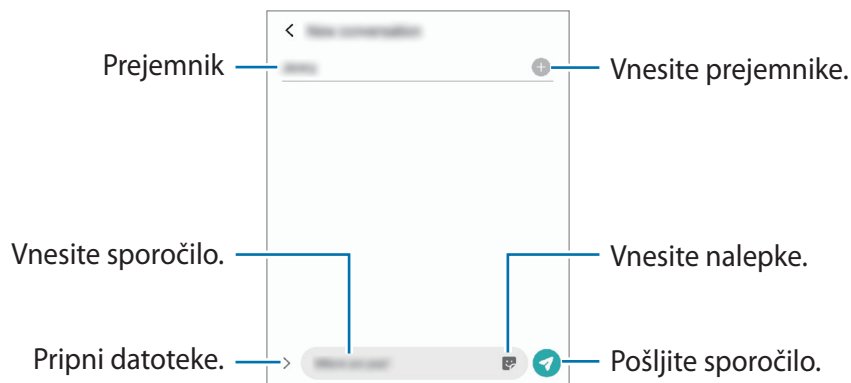 Prejemnik
Vnesite prejemnike.
Vnesite sporočilo.
Vnesite nalepke.
Pripni datoteke.
Pošljite sporočilo.